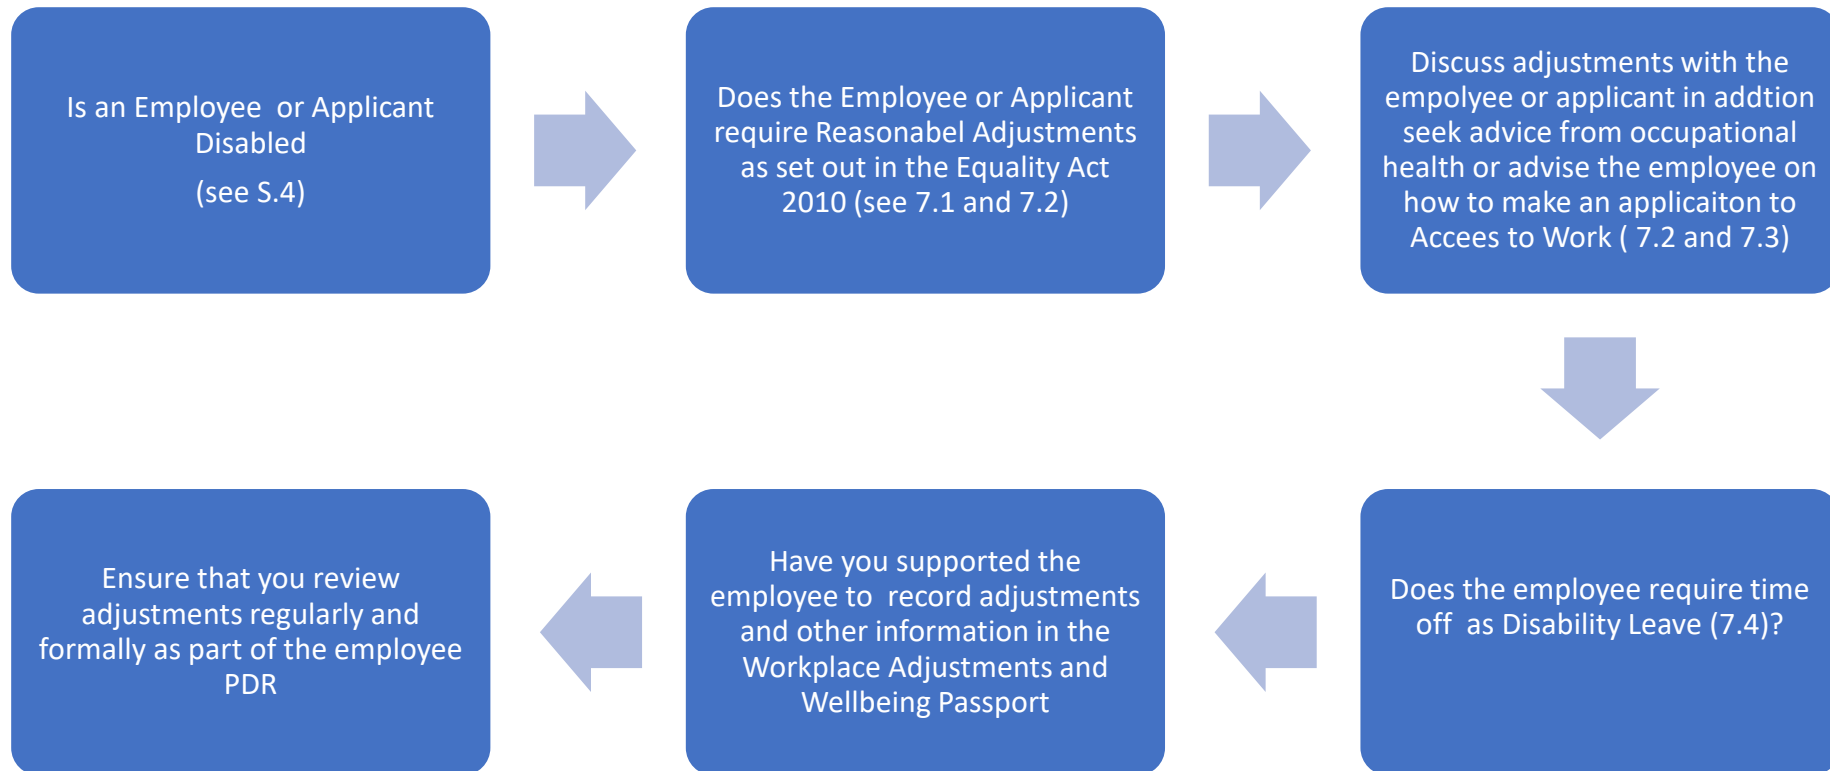 Is an Employee  or Applicant
Disabled
(see S.4)
Does the Employee or Applicant
require Reasonabel Adjustments
as set out in the Equality Act
2010 (see 7.1 and 7.2)
Discuss adjustments with the
empolyee or applicant in addtion
seek advice from occupational
health or advise the employee on
how to make an applicaiton to
Accees to Work ( 7.2 and 7.3)
Does the employee require time
off  as Disability Leave (7.4)?
Have you supported the
employee to  record adjustments
and other information in the
Workplace Adjustments and
Wellbeing Passport
Ensure that you review
adjustments regularly and
formally as part of the employee
PDR